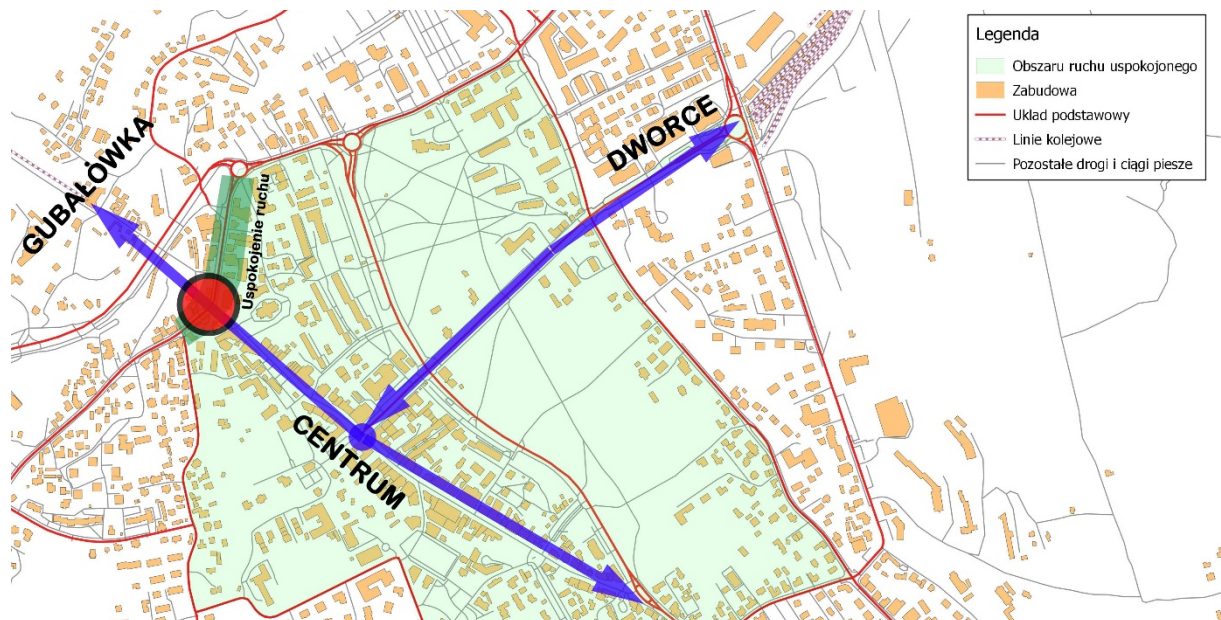 Legenda
Obszaru ruchu uspokojonego
Zabudowa
Układ podstawowy
Linie kolejowe
Pozostałe drogi i ciągi piesze
DWORCE
GUBAŁÓWKA
Uspokojenie ruchu
CENTRUM